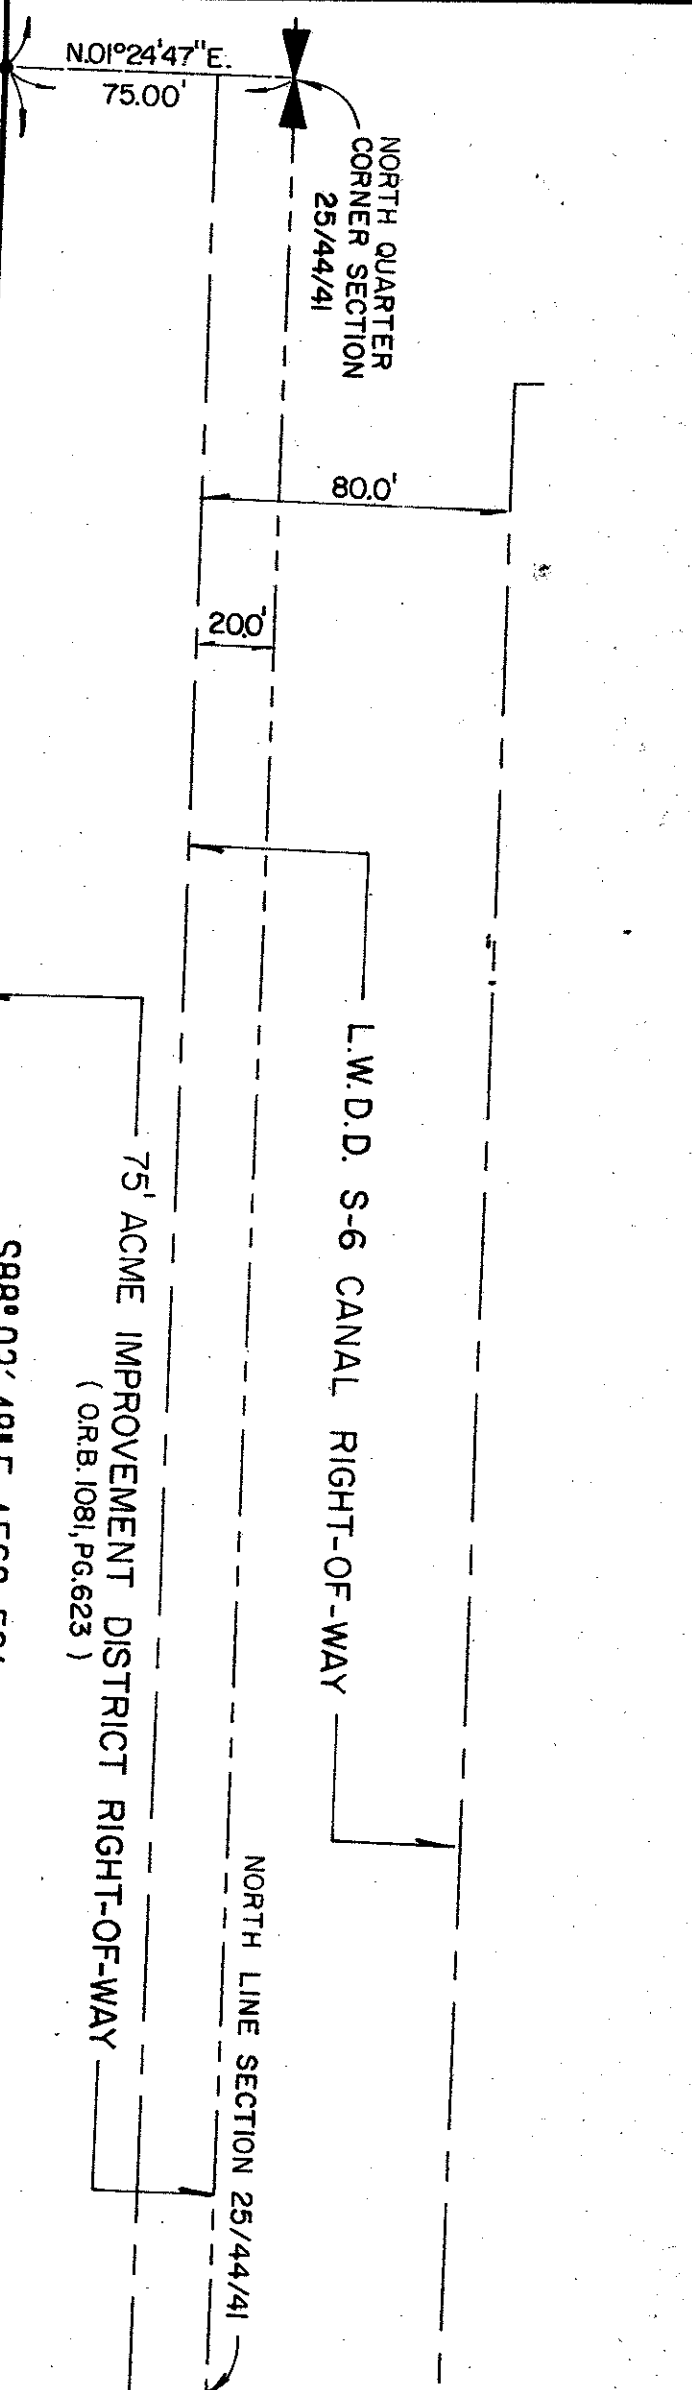 N.01°24'47"E.
75.00'
NORTH QUARTER
CORNER SECTION
25/44/41
80.0'
20.0'
L.W.D.D. S-6 CANAL RIGHT-OF-WAY
75' ACME IMPROVEMENT DISTRICT RIGHT-OF-WAY
( O.R.B. 1081, PG.623 )
NORTH LINE SECTION 25/44/41